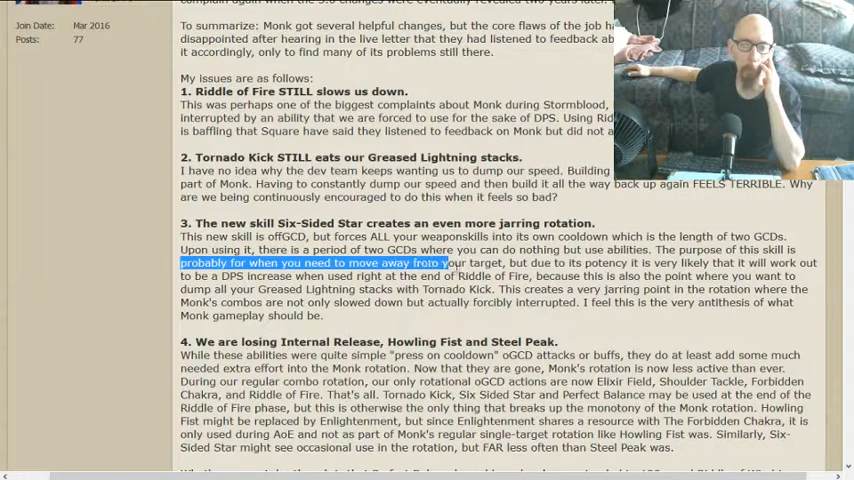 complain again when the 5.0 changes were eventually revealed two years later.
Join Date: Mar 2016
Posts: 77
To summarize: Monk got several helpful changes, but the core flaws of the job
disappointed after hearing in the live letter that they had listened to feedback
it accordingly, only to find many of its problems still there.
My issues are as follows:
1. Riddle of Fire STILL slows us down.
This was perhaps one of the biggest complaints about Monk during Stormblood,
interrupted by an ability that we are forced to use for the sake of DPS. Using
is baffling that Square have said they listened to feedback on Monk but did not
2. Tornado Kick STILL eats our Greased Lightning stacks.
I have no idea why the dev team keeps wanting us to dump our speed. Building
part of Monk. Having to constantly dump our speed and then build it all the way back up again FEELS TERRIBLE. Why
are we being continuously encouraged to do this when it feels so bad?
3. The new skill Six-Sided Star creates an even more jarring rotation.
This new skill is offGCD, but forces ALL your weaponskills into its own cooldown which is the length of two GCDs.
Upon using it, there is a period of two GCDs where you can do nothing but use abilities. The purpose of this skill is
probably for when you need to move away from your target, but due to its potency it is very likely that it will work out
to be a DPS increase when used right at the end of Riddle of Fire, because this is also the point where you want to
dump all your Greased Lightning stacks with Tornado Kick. This creates a very jarring point in the rotation where the
Monk's combos are not only slowed down but actually forcibly interrupted. I feel this is the very antithesis of what
Monk gameplay should be.
4. We are losing Internal Release, Howling Fist and Steel Peak.
While these abilities were quite simple "press on cooldown" oGCD attacks or buffs, they do at least add some much
needed extra effort into the Monk rotation. Now that they are gone, Monk's rotation is now less active than ever.
During our regular combo rotation, our only rotational oGCD actions are now Elixir Field, Shoulder Tackle, Forbidden
Chakra, and Riddle of Fire. That's all. Tornado Kick, Six Sided Star and Perfect Balance may be used at the end of the
Riddle of Fire phase, but this is otherwise the only thing that breaks up the monotony of the Monk rotation. Howling
Fist might be replaced by Enlightenment, but since Enlightenment shares a resource with The Forbidden Chakra, it is
only used during AoE and not as part of Monk's regular single-target rotation like Howling Fist was. Similarly, Six-
Sided Star might see occasional use in the rotation, but FAR less often than Steel Peak was.